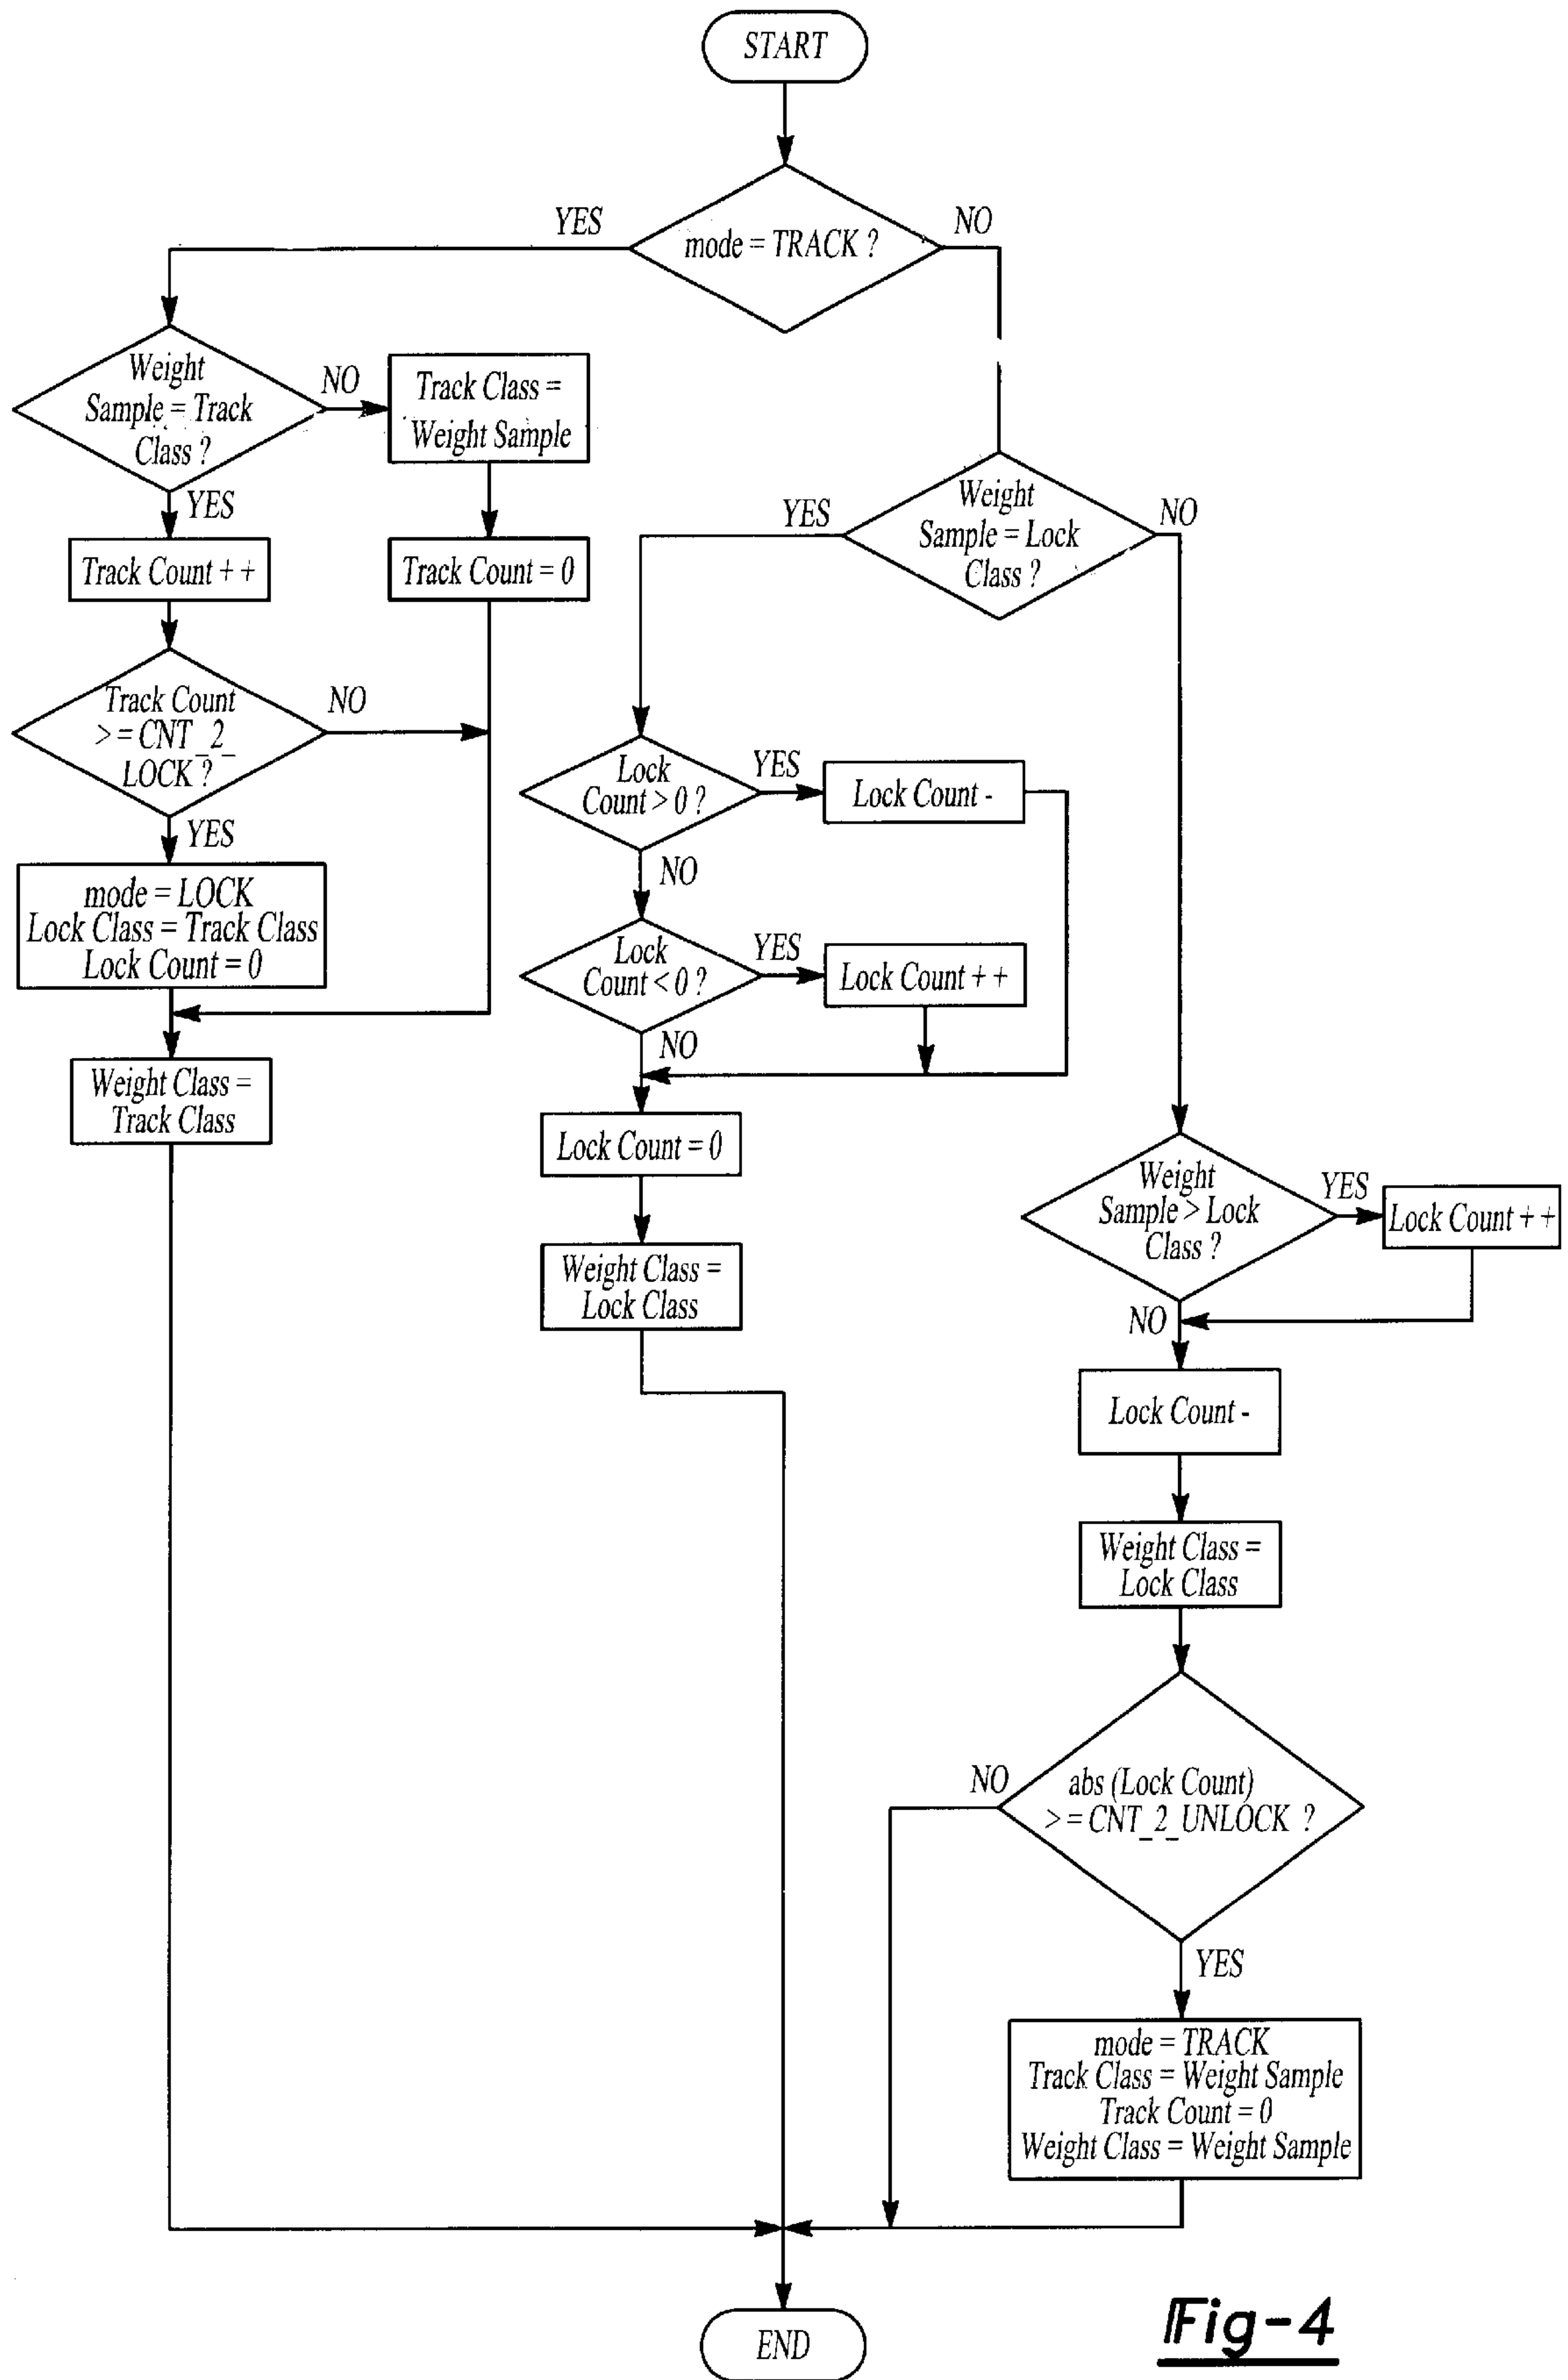 START
mode = TRACK ?
YES
NO
Weight
Sample = Track
Class ?
NO
Track Class =
Weight Sample
YES
Track Count + +
Track Count = 0
Track Count
> = CNT_2_
LOCK ?
NO
YES
mode = LOCK
Lock Class = Track Class
Lock Count = 0
Weight Class =
Track Class
Weight
Sample = Lock
Class ?
YES
NO
Lock
Count > 0 ?
YES
Lock Count -
NO
Lock
Count < 0 ?
YES
Lock Count + +
NO
Lock Count = 0
Weight Class =
Lock Class
Weight
Sample > Lock
Class ?
YES
Lock Count + +
NO
Lock Count -
Weight Class =
Lock Class
abs (Lock Count)
> = CNT_2_UNLOCK ?
NO
YES
mode = TRACK
Track Class = Weight Sample
Track Count = 0
Weight Class = Weight Sample
END
Fig-4